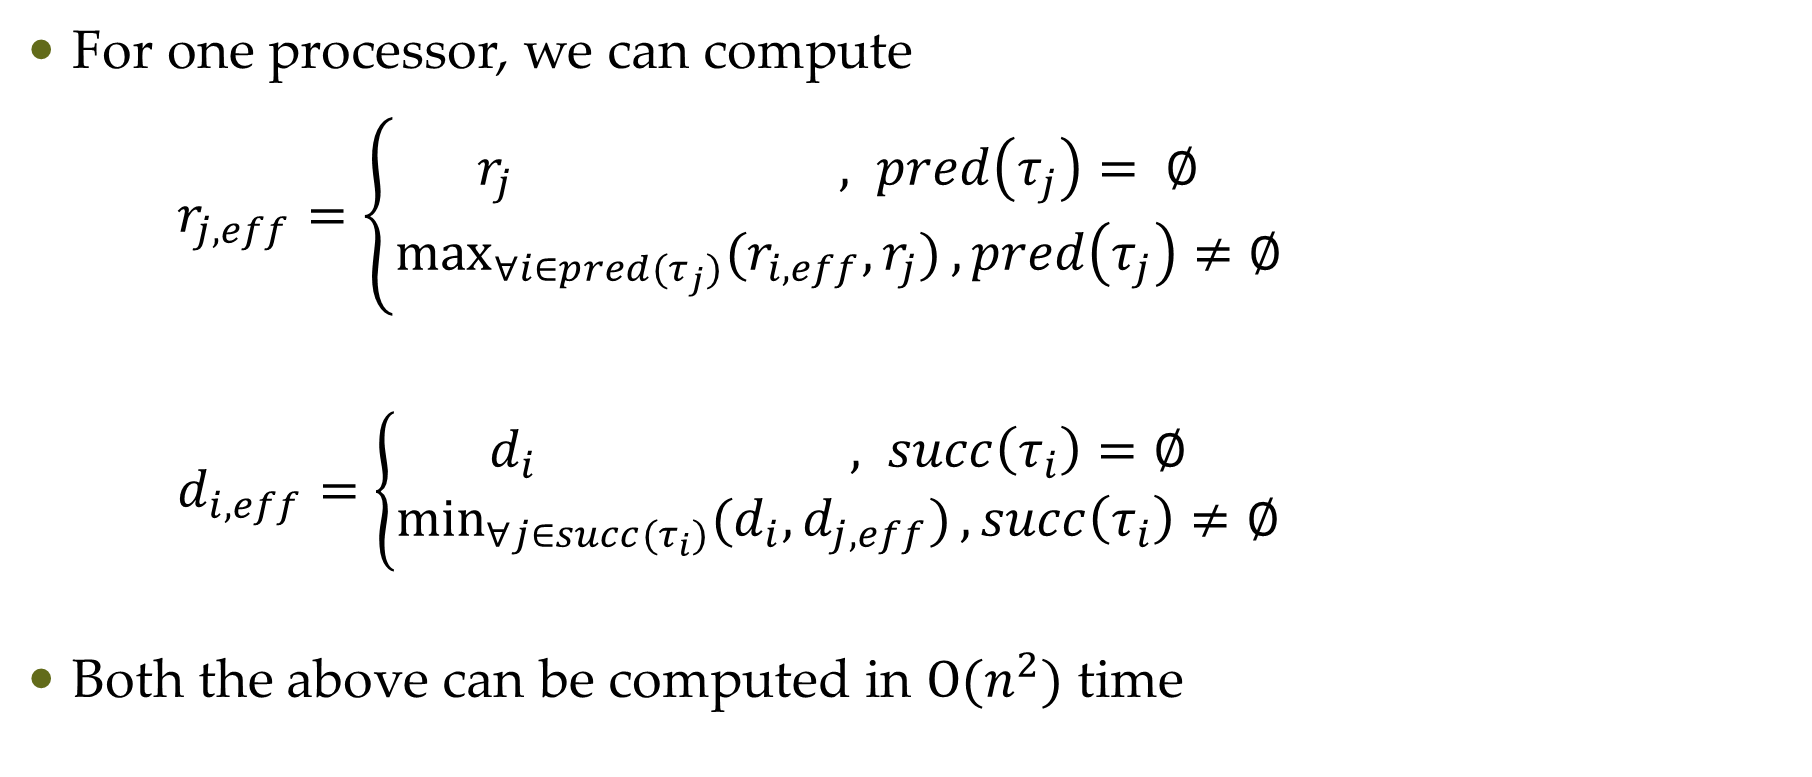 • For one processor, we can compute
r_{j,eff} = { r_j , pred(τ_j) = ∅
max_{∀i∈pred(τ_j)}(r_{i,eff}, r_j) , pred(τ_j) ≠ ∅
d_{i,eff} = { d_i , succ(τ_i) = ∅
min_{∀j∈succ(τ_i)}(d_i, d_{j,eff}) , succ(τ_i) ≠ ∅
• Both the above can be computed in O(n²) time